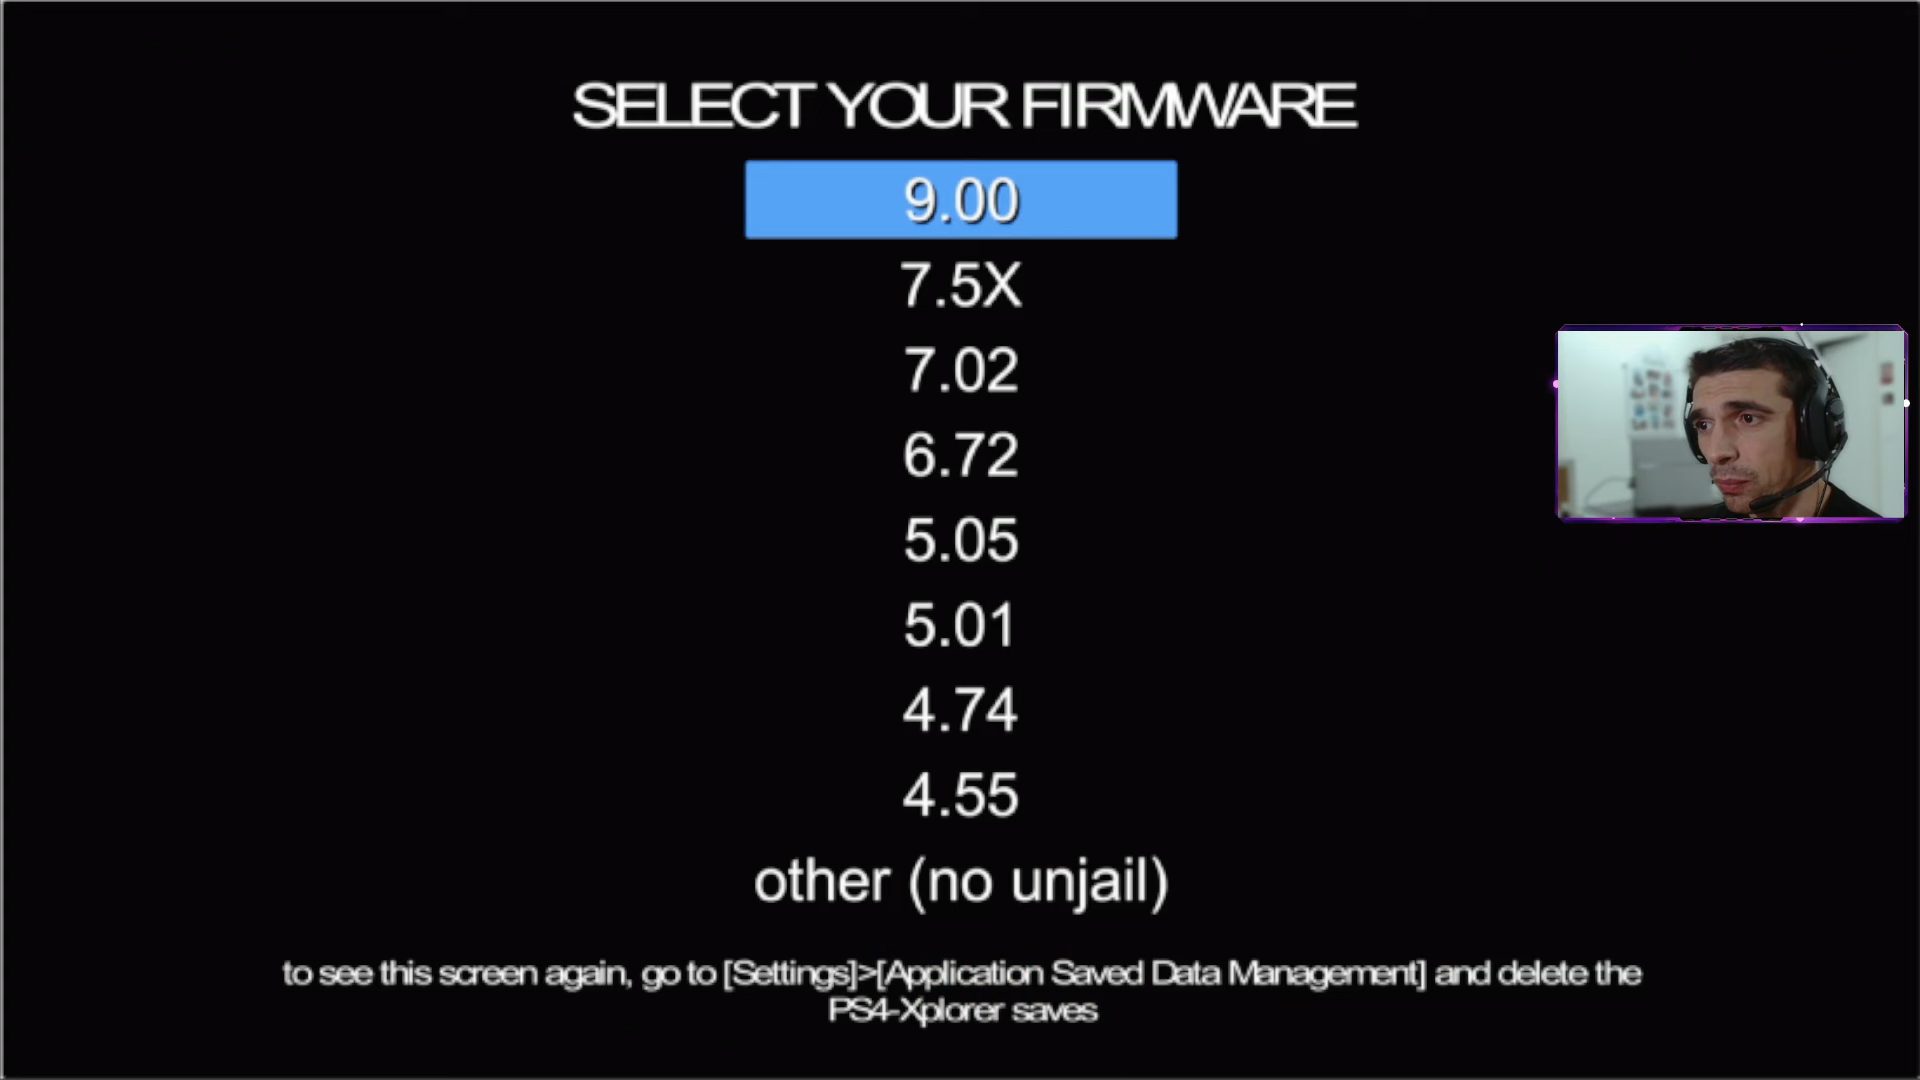 SELECT YOUR FIRMWARE
9.00
7.5X
7.02
6.72
5.05
5.01
4.74
4.55
other (no unjail)
to see this screen again, go to [Settings]>[Application Saved Data Management] and delete the
PS4-Xplorer saves